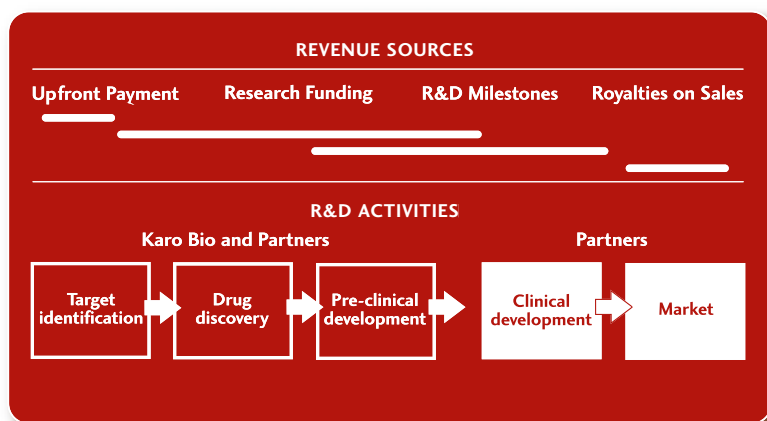 REVENUE SOURCES
Upfront Payment Research Funding R&D Milestones Royalties on Sales
R&D ACTIVITIES
Karo Bio and Partners Partners
Target
identification
Drug
discovery
Pre-clinical
development
Clinical
development
Market